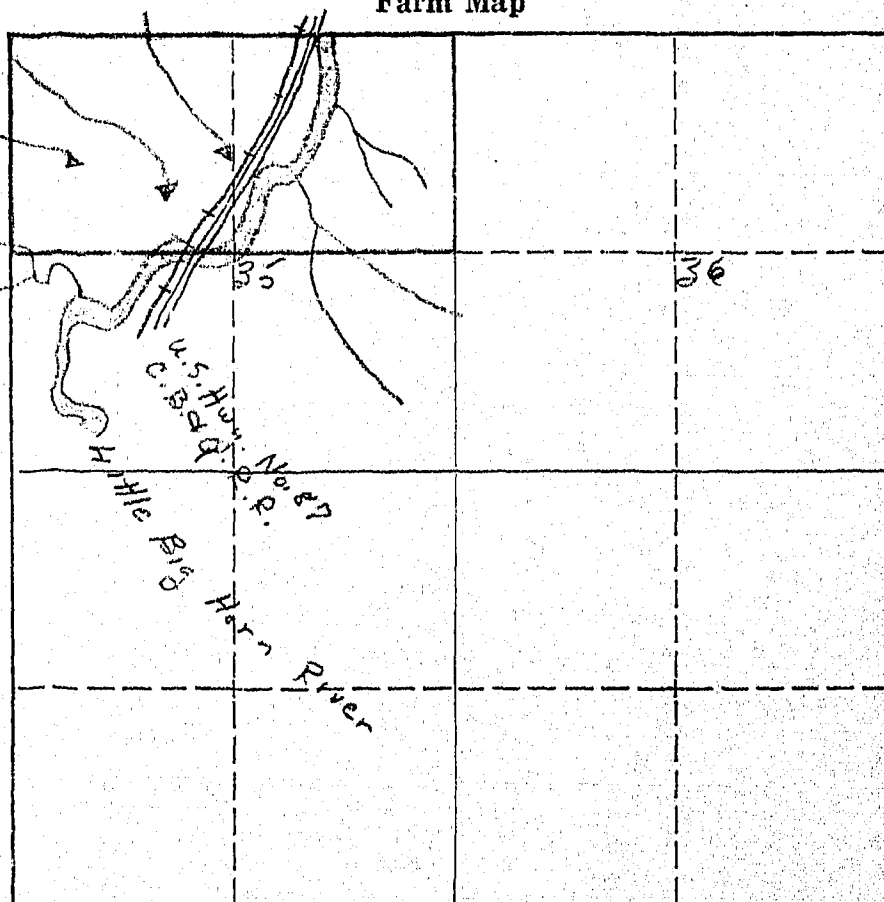 Farm Map
35
36
U.S. Hwy. No. 87
C. B & Q. R. R.
Little Big Horn River